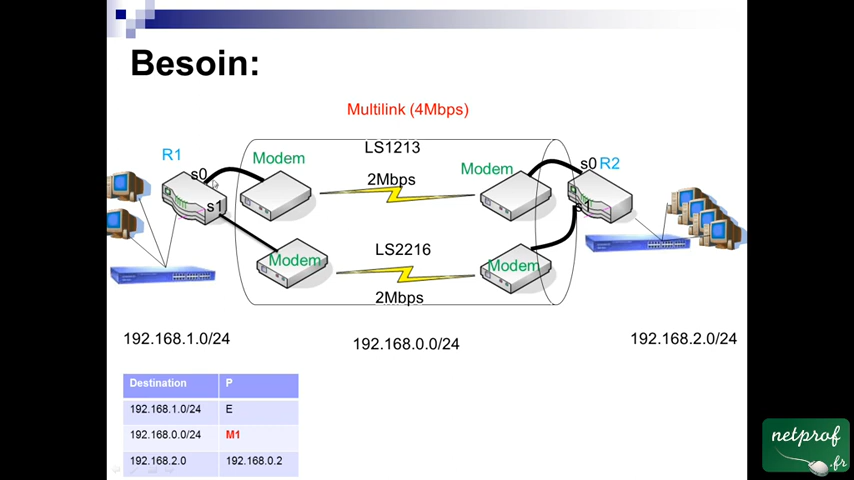 Besoin:
Multilink (4Mbps)
LS1213
R1
Modem
s0
2Mbps
Modem
s0 R2
s1
LS2216
Modem
Modem
2Mbps
192.168.1.0/24
192.168.0.0/24
192.168.2.0/24
Destination P
192.168.1.0/24 E
192.168.0.0/24 M1
192.168.2.0 192.168.0.2
netprof
.fr